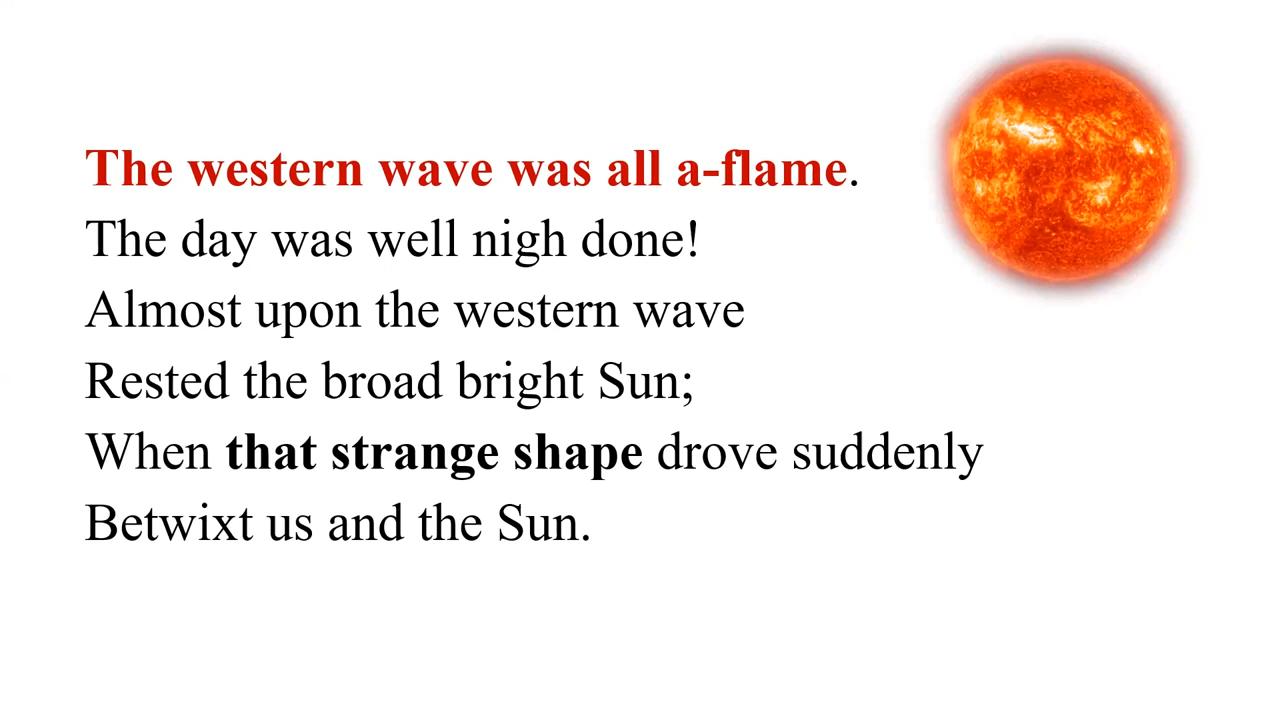 The western wave was all a-flame.
The day was well nigh done!
Almost upon the western wave
Rested the broad bright Sun;
When that strange shape drove suddenly
Betwixt us and the Sun.